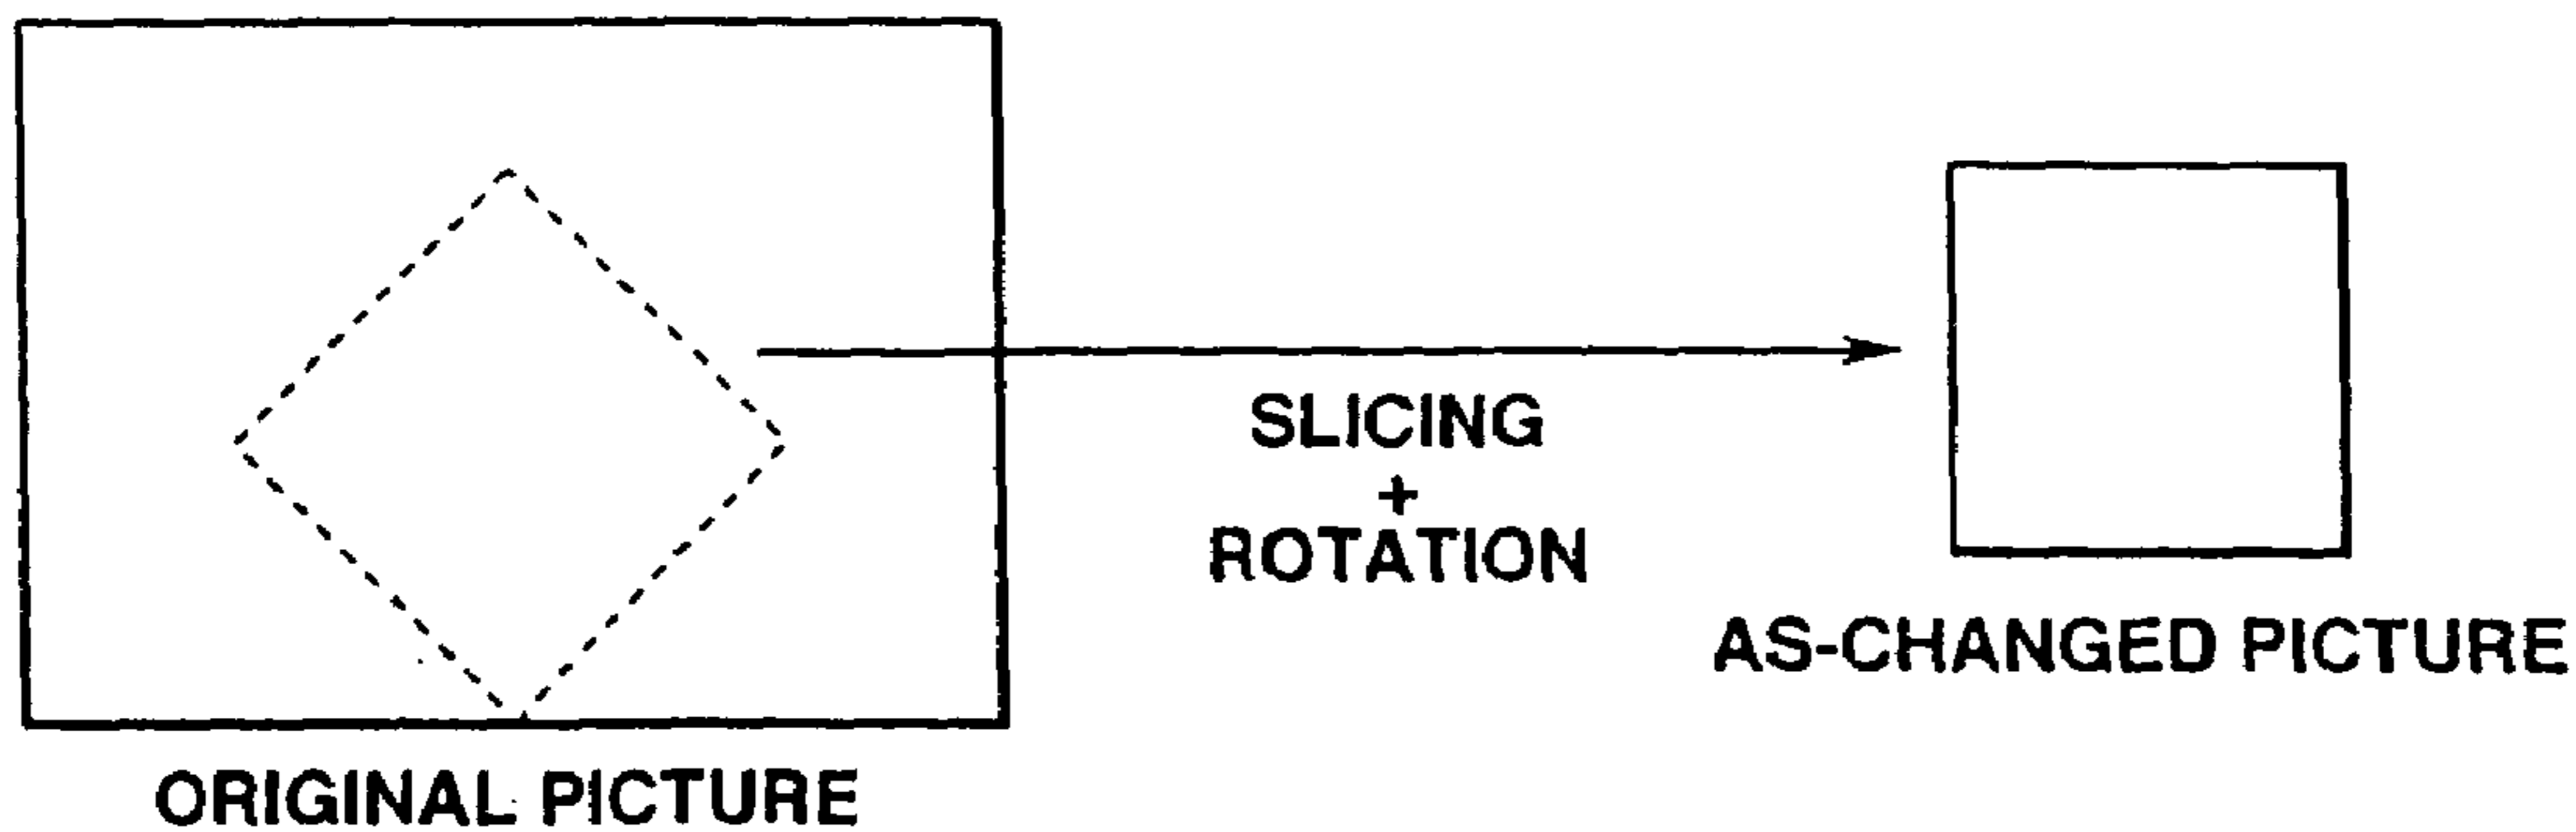 SLICING
+
ROTATION
AS-CHANGED PICTURE
ORIGINAL PICTURE